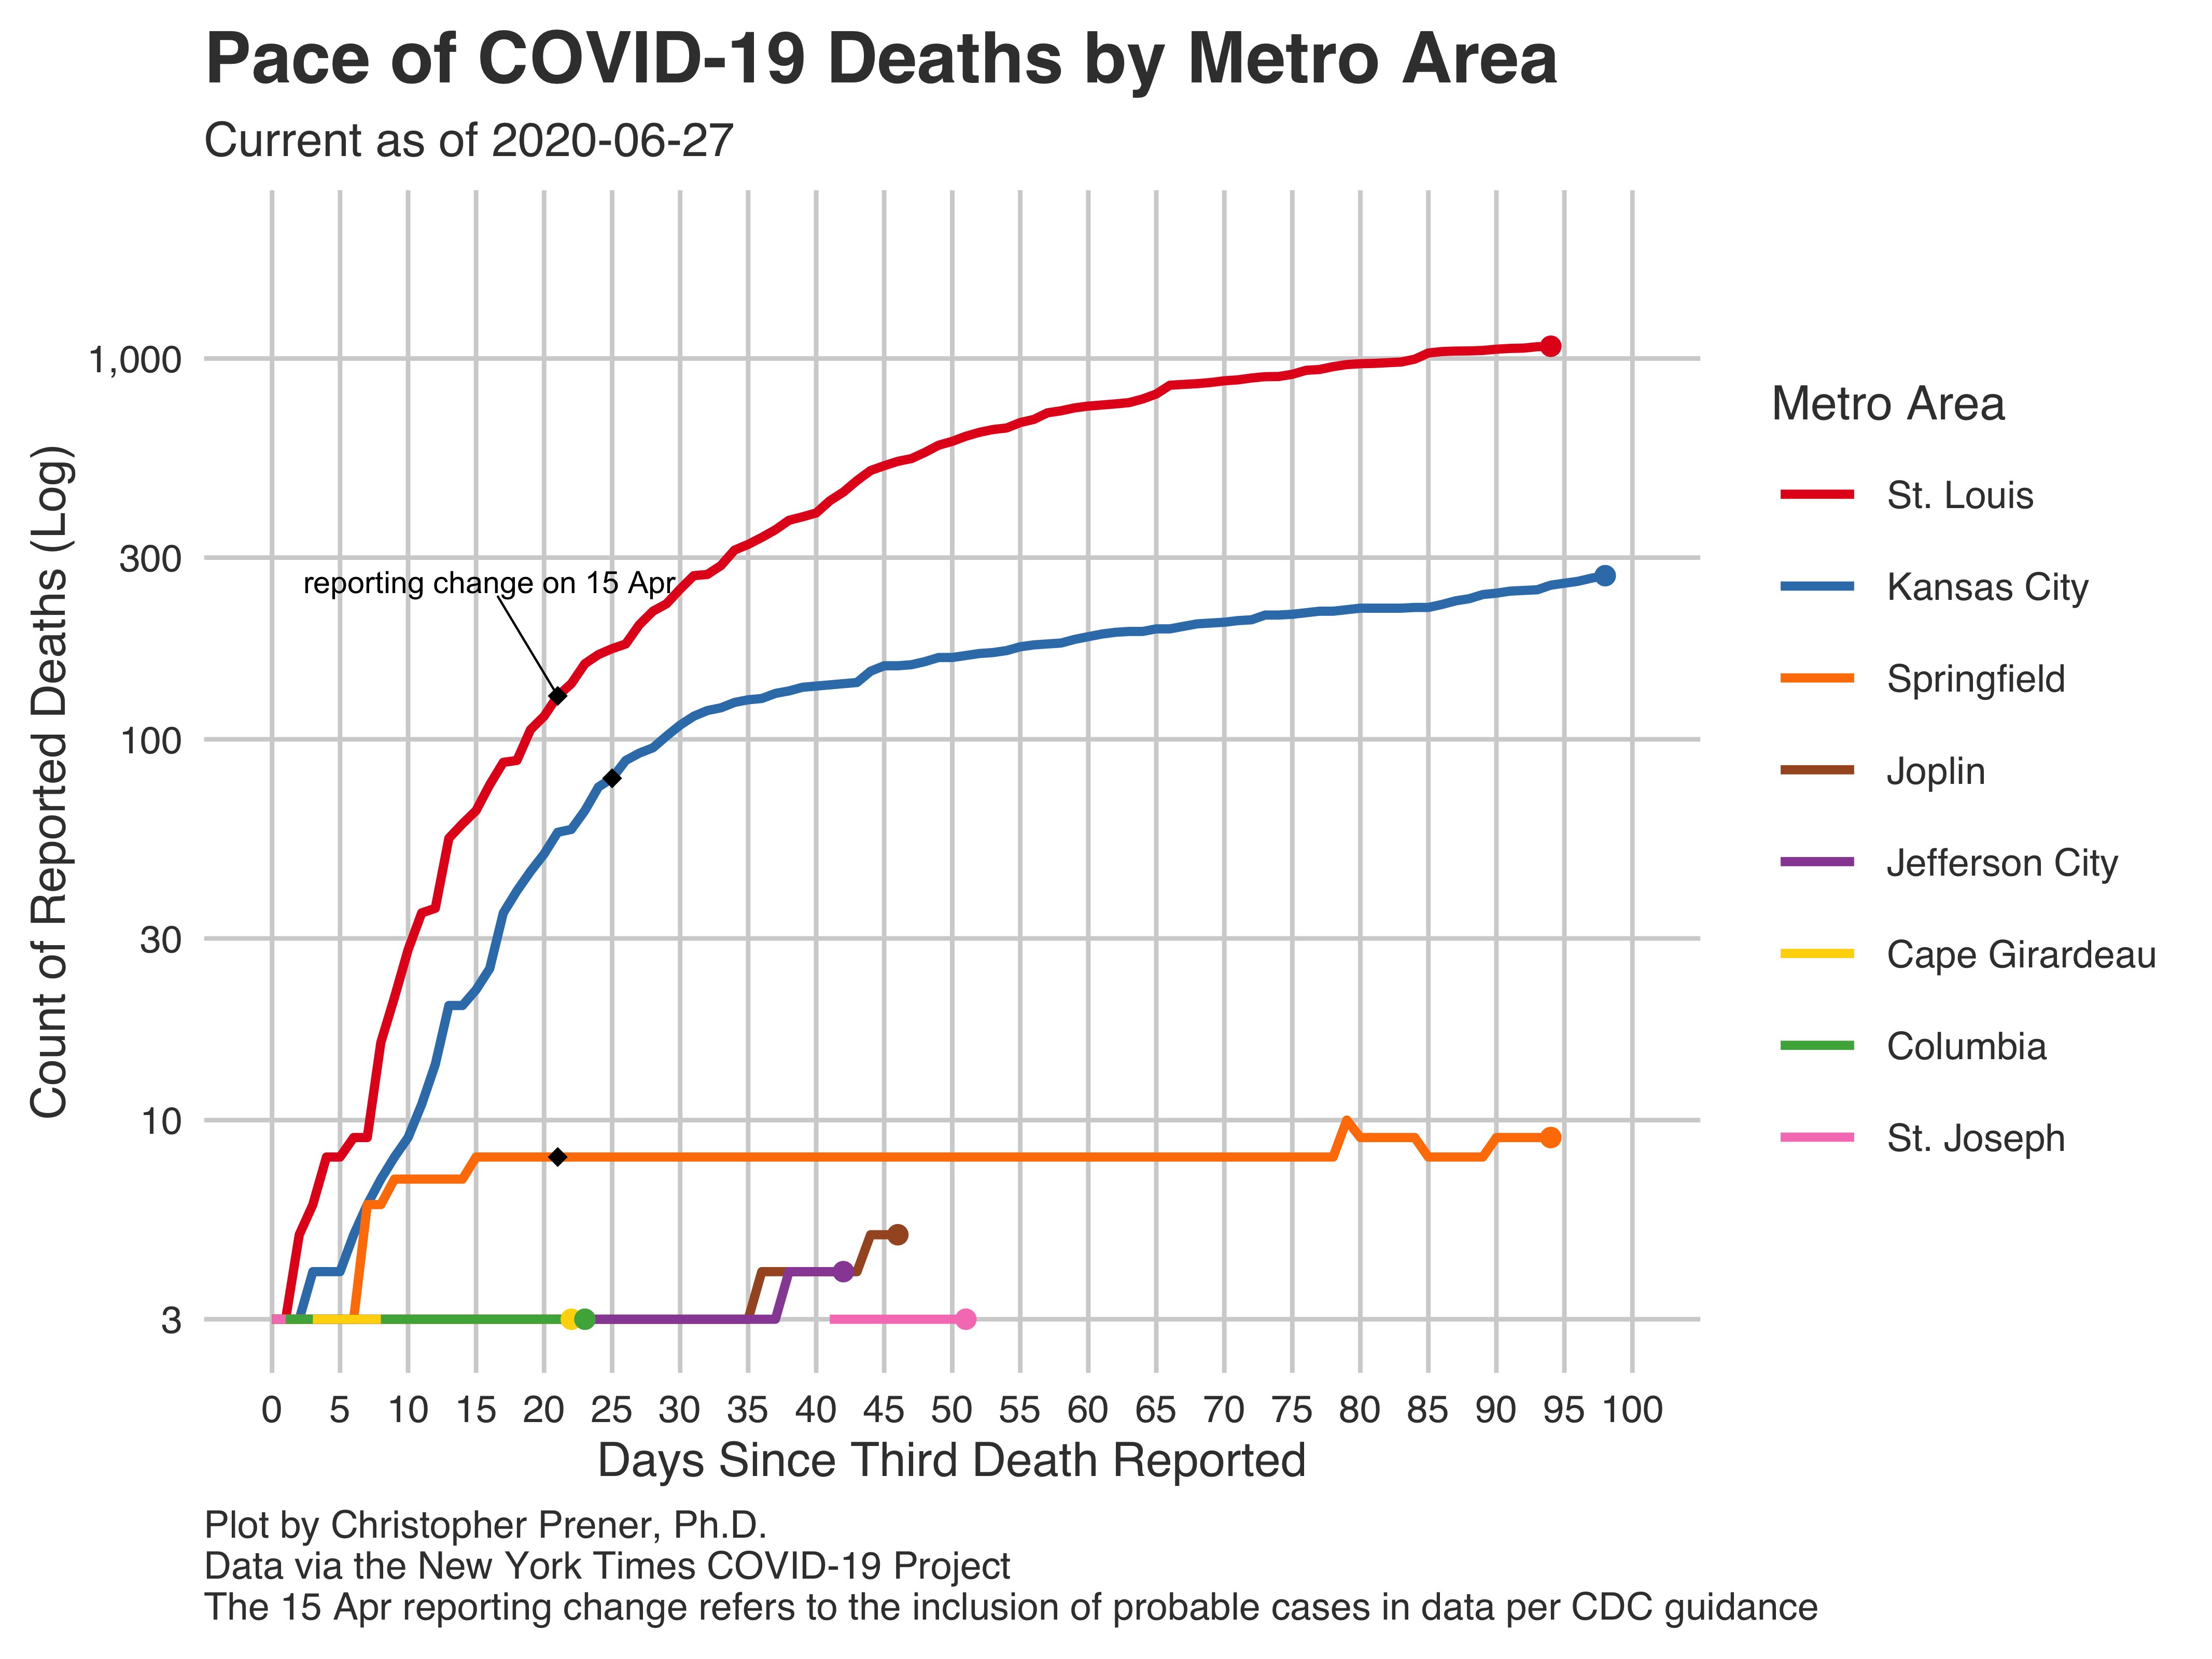 Pace of COVID-19 Deaths by Metro Area
Current as of 2020-06-27
Count of Reported Deaths (Log)
1,000
300
100
30
10
3
reporting change on 15 Apr
0 5 10 15 20 25 30 35 40 45 50 55 60 65 70 75 80 85 90 95 100
Days Since Third Death Reported
Metro Area
St. Louis
Kansas City
Springfield
Joplin
Jefferson City
Cape Girardeau
Columbia
St. Joseph
Plot by Christopher Prener, Ph.D.
Data via the New York Times COVID-19 Project
The 15 Apr reporting change refers to the inclusion of probable cases in data per CDC guidance